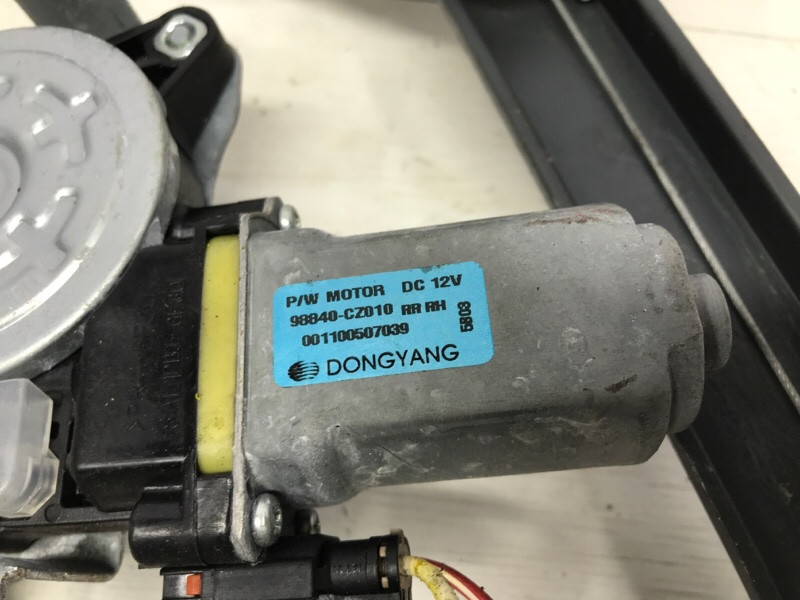 P/W MOTOR DC 12V
98840-CZ010 RR RH
001100507039
5803
DONGYANG